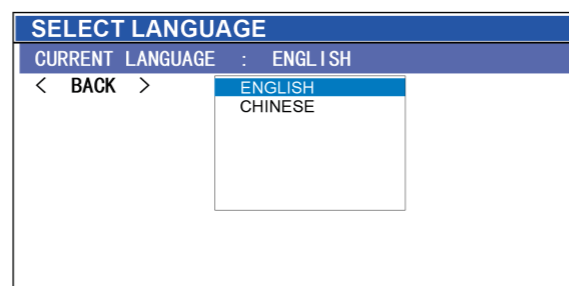 SELECT LANGUAGE
CURRENT LANGUAGE : ENGLISH
< BACK >
ENGLISH
CHINESE